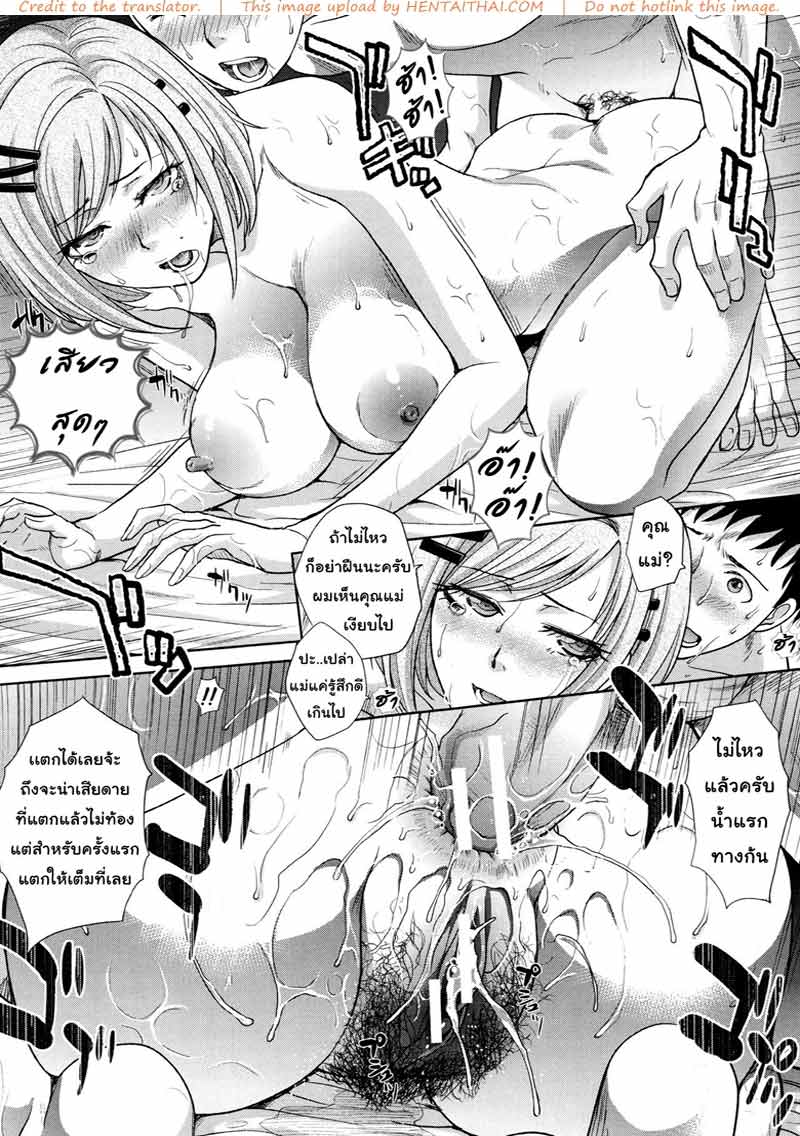 Credit to the translator. | This image upload by HENTAITHAI.COM | Do not hotlink this image.
ฮ้า!
ฮ้า!
เสียว
สุดๆ
อ๊า!
อ๊า!
ถ้าไม่ไหว
ก็อย่าฝืนนะครับ
ผมเห็นคุณแม่
เงียบไป
คุณ
แม่?
ปะ..เปล่า
แม่แค่รู้สึกดี
เกินไป
ฮ้า
ฮ้า
!!
แตกได้เลยจ้ะ
ถึงจะน่าเสียดาย
ที่แตกแล้วไม่ท้อง
แต่สำหรับครั้งแรก
แตกให้เต็มที่เลย
ไม่ไหว
แล้วครับ
น้ำแรก
ทางก้น